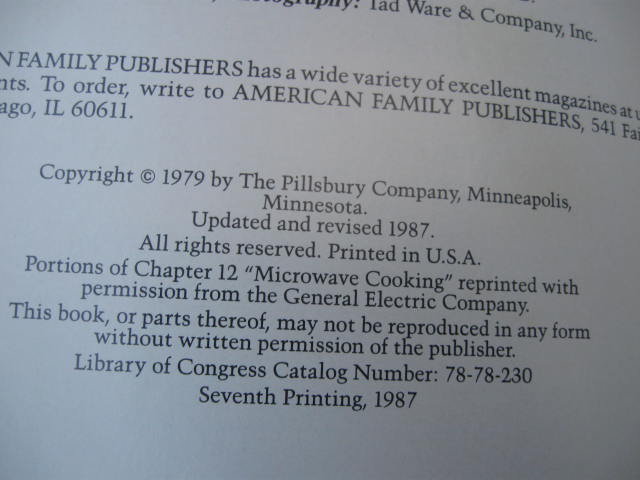 Photography: Tad Ware & Company, Inc.
N FAMILY PUBLISHERS has a wide variety of excellent magazines at u
nts. To order, write to AMERICAN FAMILY PUBLISHERS, 541 Fai
ago, IL 60611.
Copyright © 1979 by The Pillsbury Company, Minneapolis,
Minnesota.
Updated and revised 1987.
All rights reserved. Printed in U.S.A.
Portions of Chapter 12 "Microwave Cooking" reprinted with
permission from the General Electric Company.
This book, or parts thereof, may not be reproduced in any form
without written permission of the publisher.
Library of Congress Catalog Number: 78-78-230
Seventh Printing, 1987